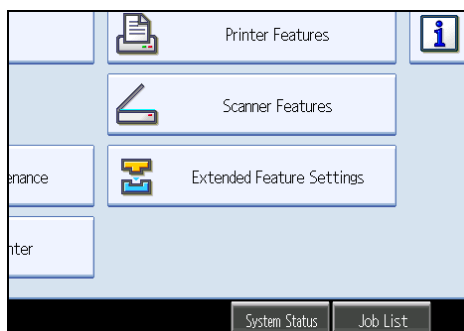 Printer Features
Scanner Features
enance
Extended Feature Settings
nter
System Status
Job List